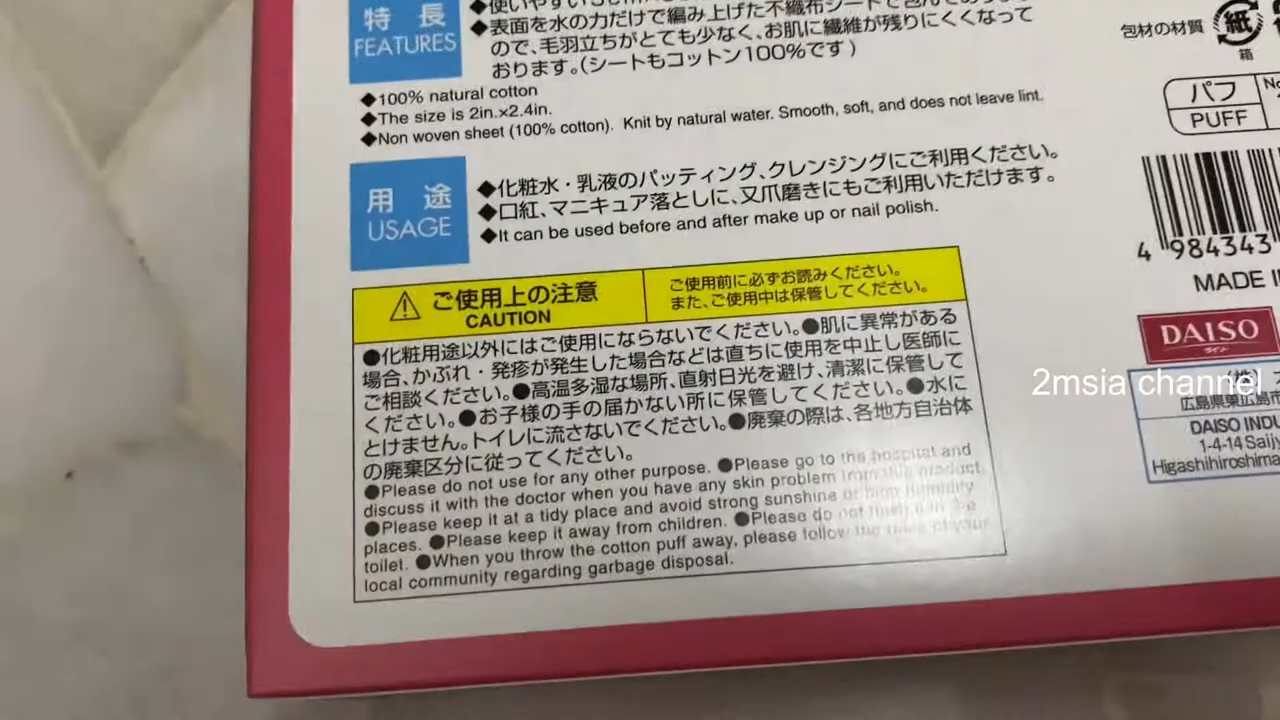 特長
FEATURES
◆表面を水の力だけで編み上げた不織布シートで包んであります
ので、毛羽立ちがとても少なく、お肌に繊維が残りにくくなって
おります。(シートもコットン100%です)
◆100% natural cotton
◆The size is 2in.×2.4in.
◆Non woven sheet (100% cotton). Knit by natural water. Smooth, soft, and does not leave lint.
用途
USAGE
◆化粧水・乳液のパッティング、クレンジングにご利用ください。
◆口紅、マニキュア落としに、又爪磨きにもご利用いただけます。
◆It can be used before and after make up or nail polish.
⚠ご使用上の注意
CAUTION
ご使用前に必ずお読みください。
また、ご使用中は保管してください。
●化粧用途以外にはご使用にならないでください。●肌に異常がある
場合、かぶれ・発疹が発生した場合などは直ちに使用を中止し医師に
ご相談ください。●高温多湿な場所、直射日光を避け、清潔に保管して
ください。●お子様の手の届かない所に保管してください。●水に
とけません。トイレに流さないでください。●廃棄の際は、各地方自治体
の廃棄区分に従ってください。
●Please do not use for any other purpose. ●Please go to the hospital and
discuss it with the doctor when you have any skin problem from this product.
●Please keep it at a tidy place and avoid strong sunshine or high humidity
places. ●Please keep it away from children. ●Please do not flush it in the
toilet. ●When you throw the cotton puff away, please follow the rules of your
local community regarding garbage disposal.
包材の材質
紙
箱
パフ
PUFF
4 984343
MADE
DAISO
ダイソー
2msia channel
(株)
広島県東広島市
DAISO INDU
1-4-14 Saij
Higashihiroshima